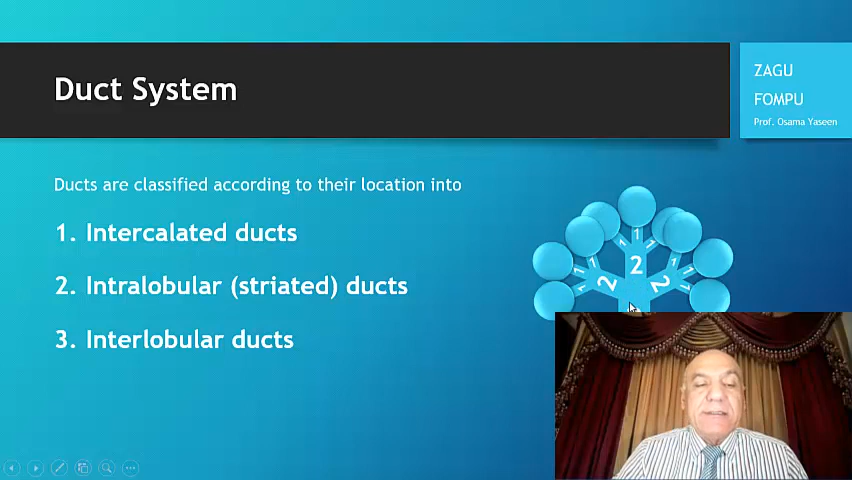 Duct System
ZAGU
FOMPU
Prof. Osama Yaseen
Ducts are classified according to their location into
1. Intercalated ducts
2. Intralobular (striated) ducts
3. Interlobular ducts
1
1
1
1
1
1
1
1
2
2
2